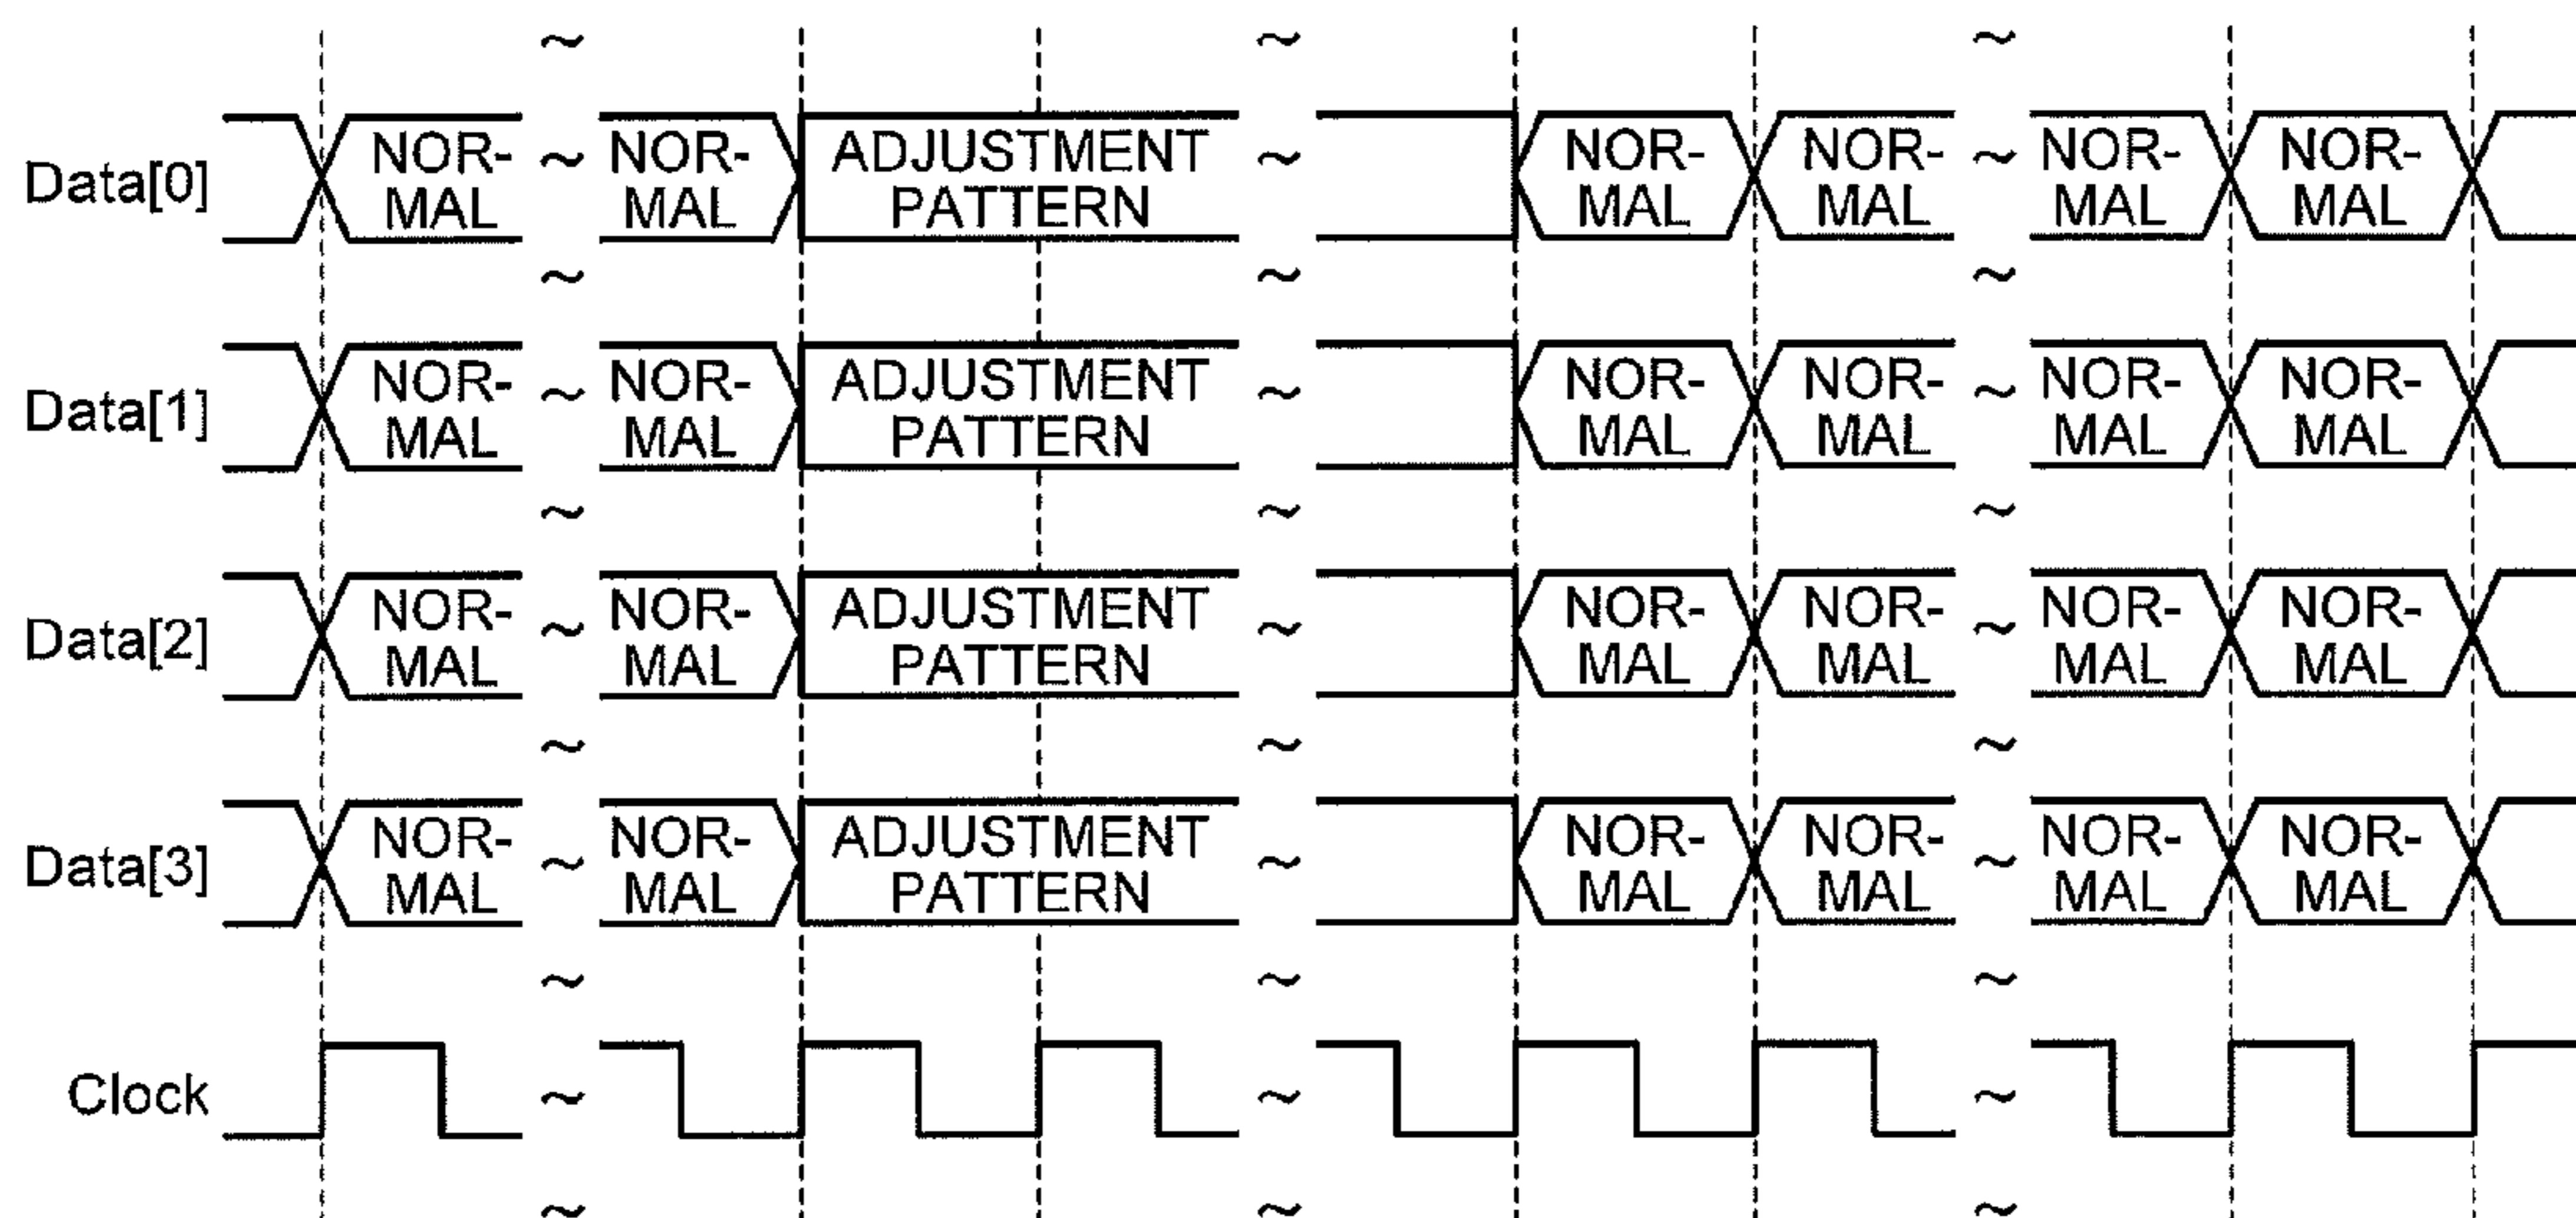 Data[0] NOR- ~ NOR- ADJUSTMENT ~ NOR- NOR- ~ NOR- NOR-
MAL MAL PATTERN MAL MAL MAL MAL
Data[1] NOR- ~ NOR- ADJUSTMENT ~ NOR- NOR- ~ NOR- NOR-
MAL MAL PATTERN MAL MAL MAL MAL
Data[2] NOR- ~ NOR- ADJUSTMENT ~ NOR- NOR- ~ NOR- NOR-
MAL MAL PATTERN MAL MAL MAL MAL
Data[3] NOR- ~ NOR- ADJUSTMENT ~ NOR- NOR- ~ NOR- NOR-
MAL MAL PATTERN MAL MAL MAL MAL
Clock ~ ~ ~